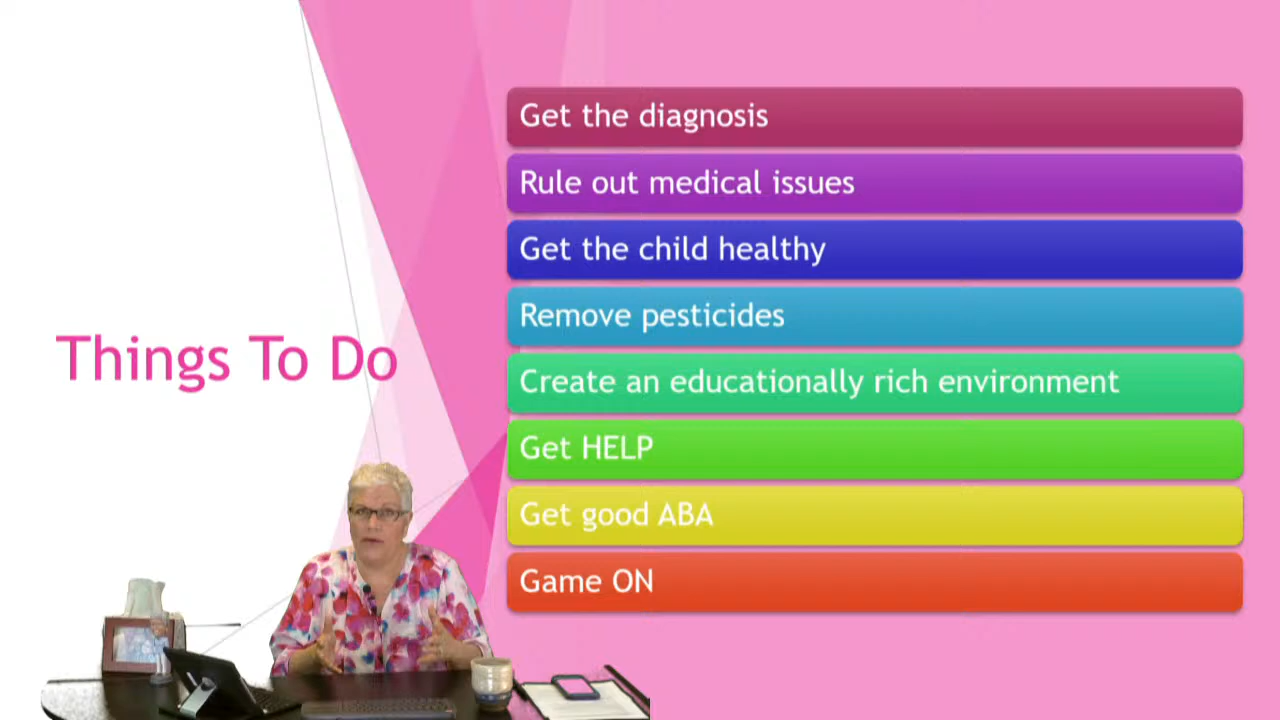 Things To Do
Get the diagnosis
Rule out medical issues
Get the child healthy
Remove pesticides
Create an educationally rich environment
Get HELP
Get good ABA
Game ON